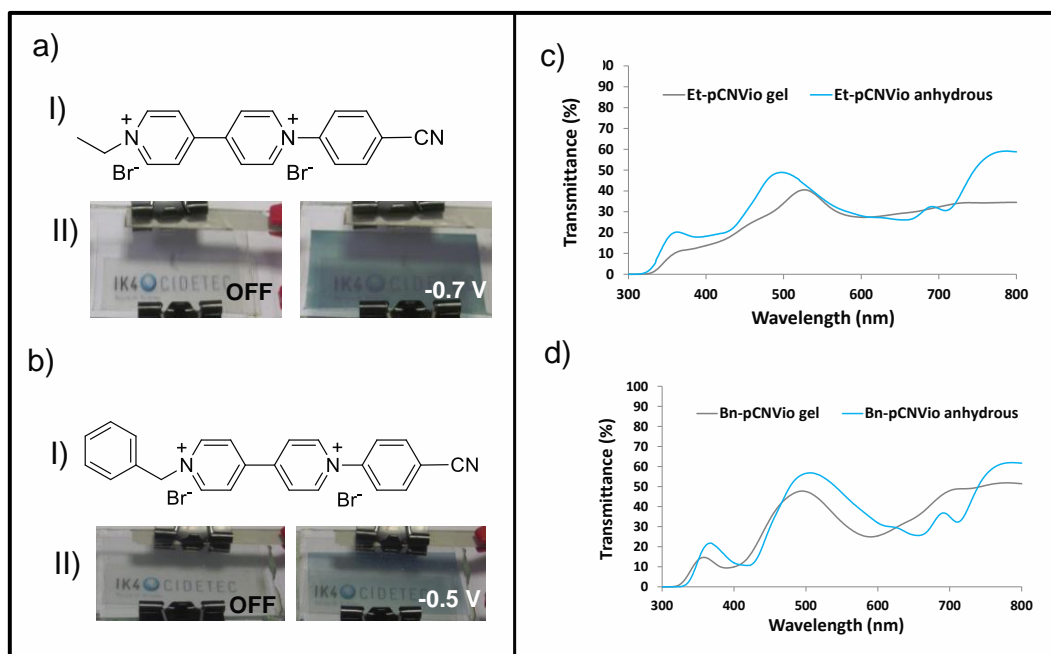 a)
I)
+
+
N
N
CN
Br-
Br-
II)
IK4 CIDETEC
OFF
IK4 CIDETEC
-0.7 V
b)
I)
+
+
N
N
CN
Br-
Br-
II)
IK4 CIDETEC
OFF
IK4 CIDETEC
-0.5 V
c)
Et-pCNVio gel
Et-pCNVio anhydrous
Transmittance (%)
00
90
80
70
60
50
40
30
20
10
0
300 400 500 600 700 800
Wavelength (nm)
d)
Bn-pCNVio gel
Bn-pCNVio anhydrous
Transmittance (%)
100
90
80
70
60
50
40
30
20
10
0
300 400 500 600 700 800
Wavelength (nm)